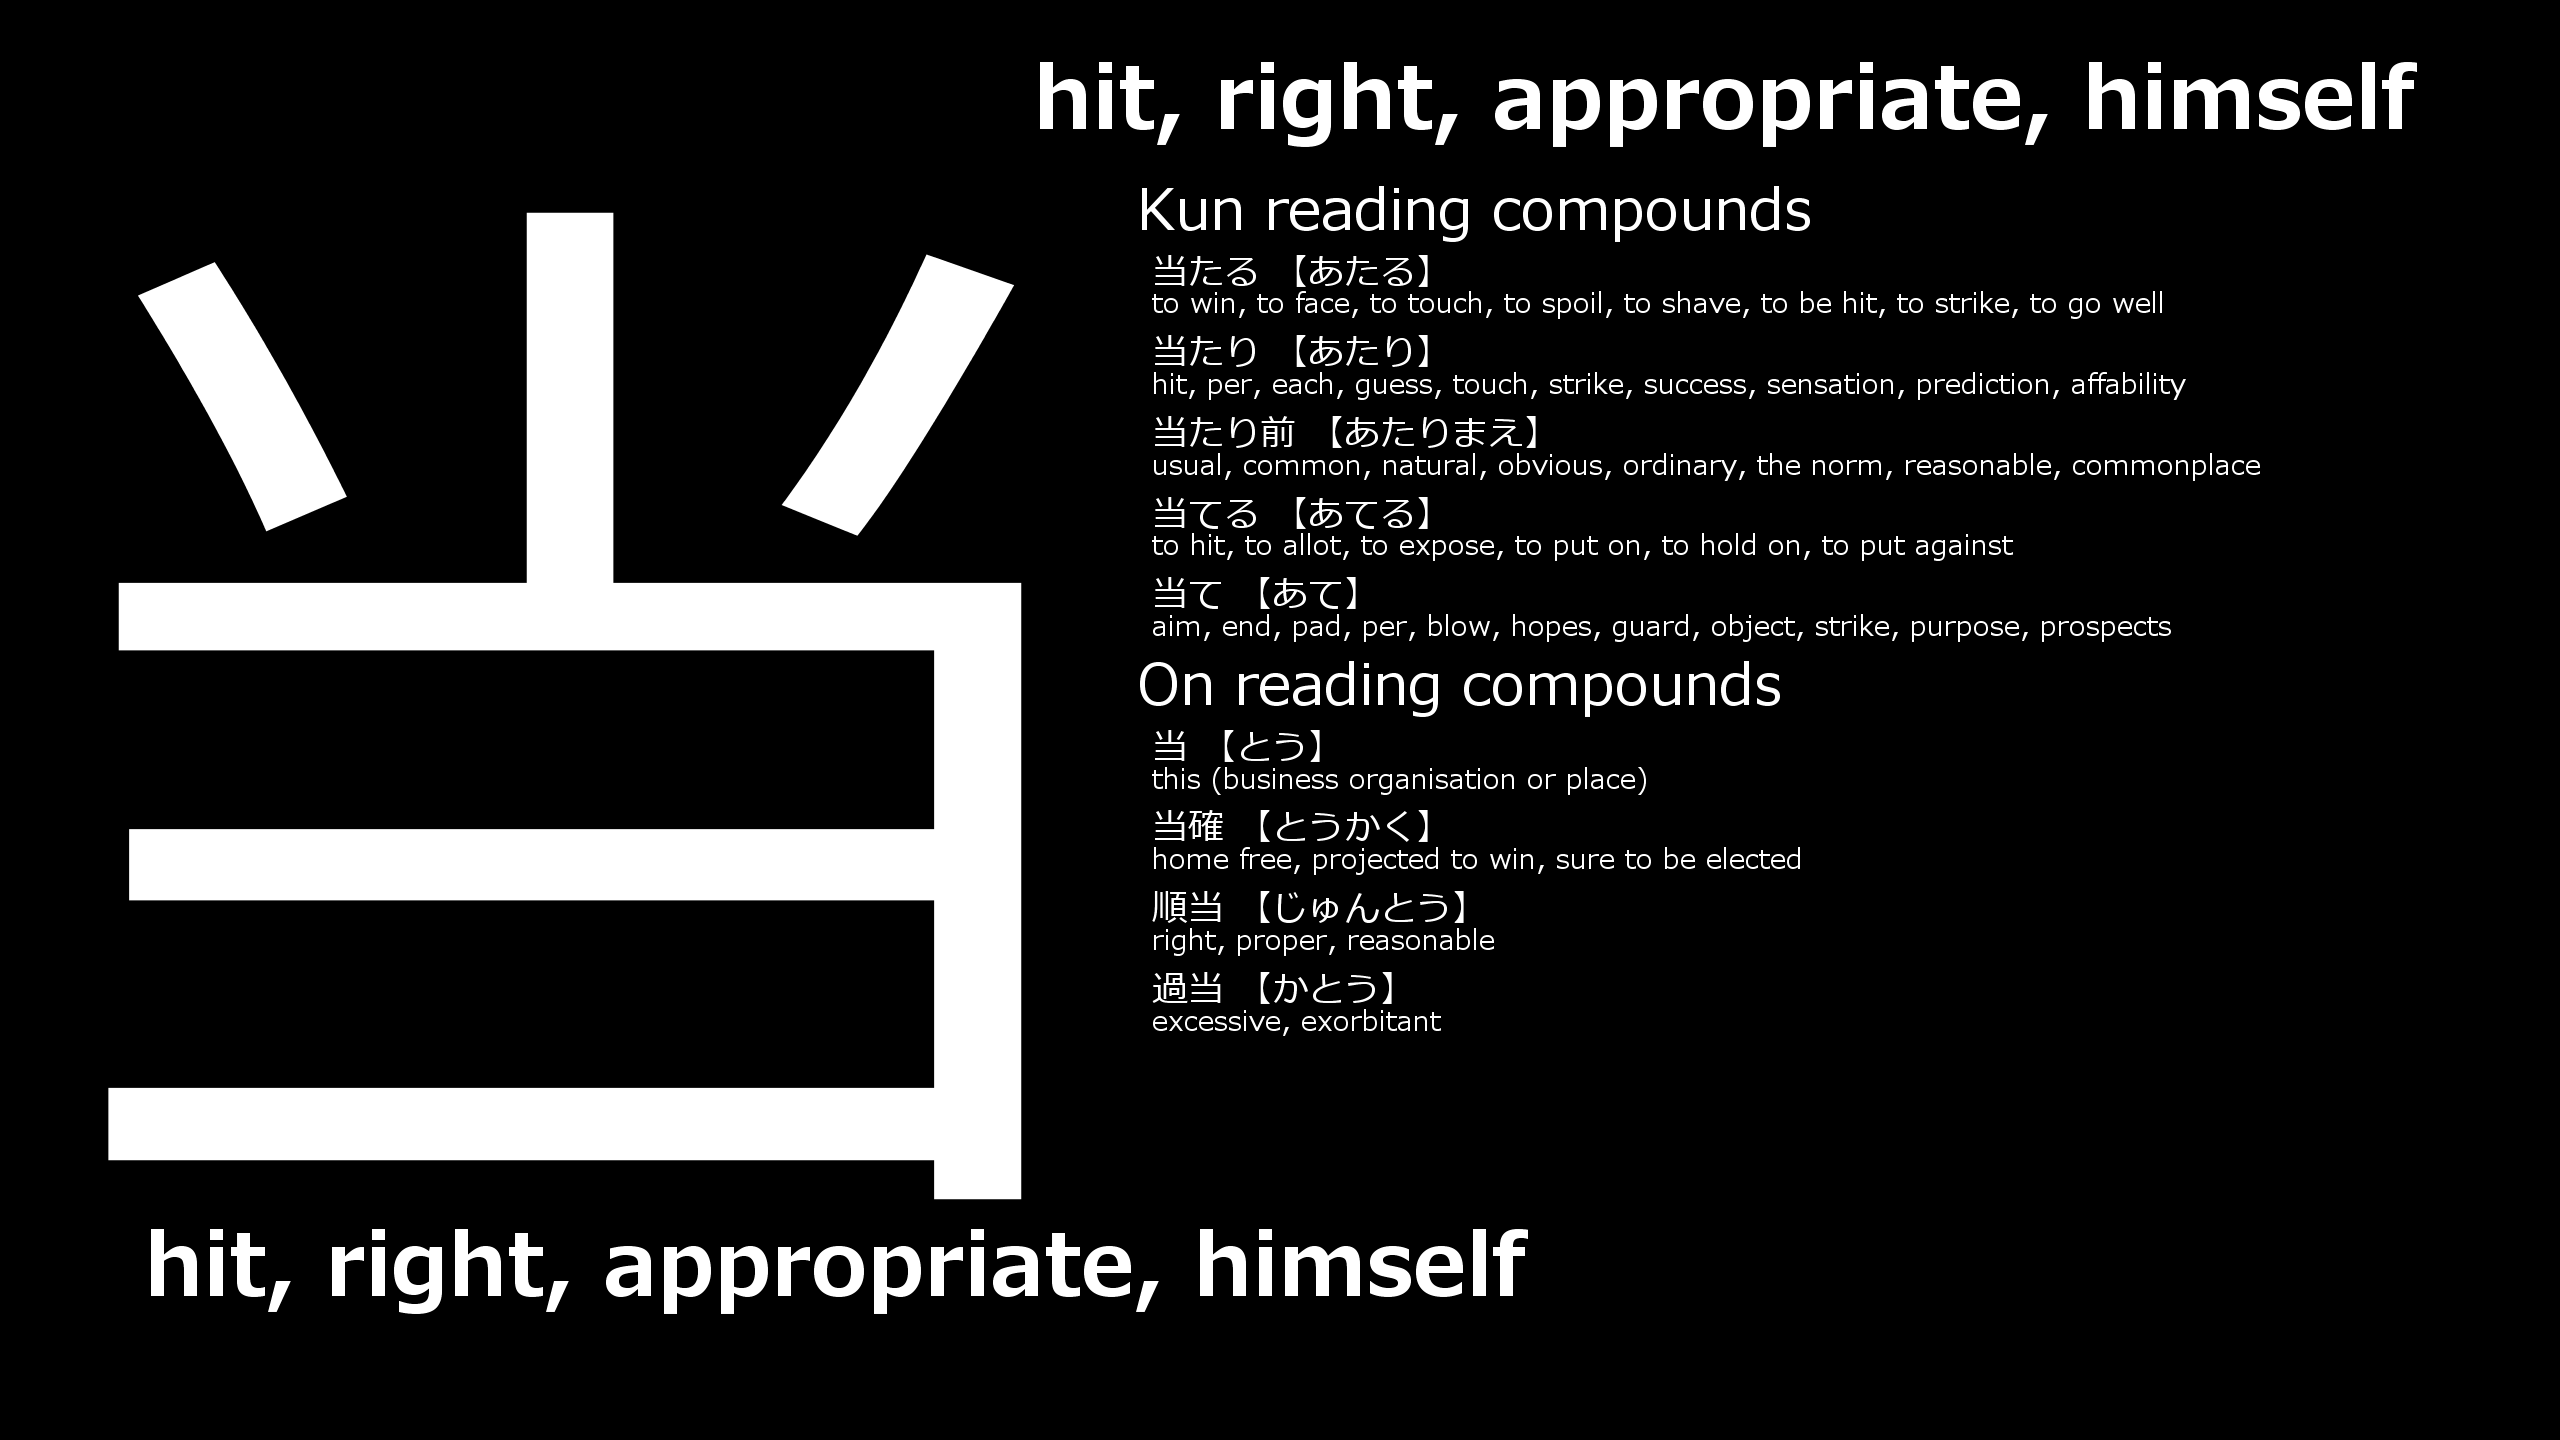 hit, right, appropriate, himself
当
Kun reading compounds
当たる 【あたる】
to win, to face, to touch, to spoil, to shave, to be hit, to strike, to go well
当たり 【あたり】
hit, per, each, guess, touch, strike, success, sensation, prediction, affability
当たり前 【あたりまえ】
usual, common, natural, obvious, ordinary, the norm, reasonable, commonplace
当てる 【あてる】
to hit, to allot, to expose, to put on, to hold on, to put against
当て 【あて】
aim, end, pad, per, blow, hopes, guard, object, strike, purpose, prospects
On reading compounds
当 【とう】
this (business organisation or place)
当確 【とうかく】
home free, projected to win, sure to be elected
順当 【じゅんとう】
right, proper, reasonable
過当 【かとう】
excessive, exorbitant
hit, right, appropriate, himself